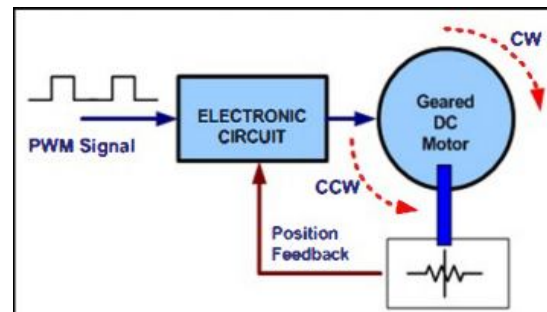 CW
PWM Signal
ELECTRONIC
CIRCUIT
Geared
DC
Motor
CCW
Position
Feedback